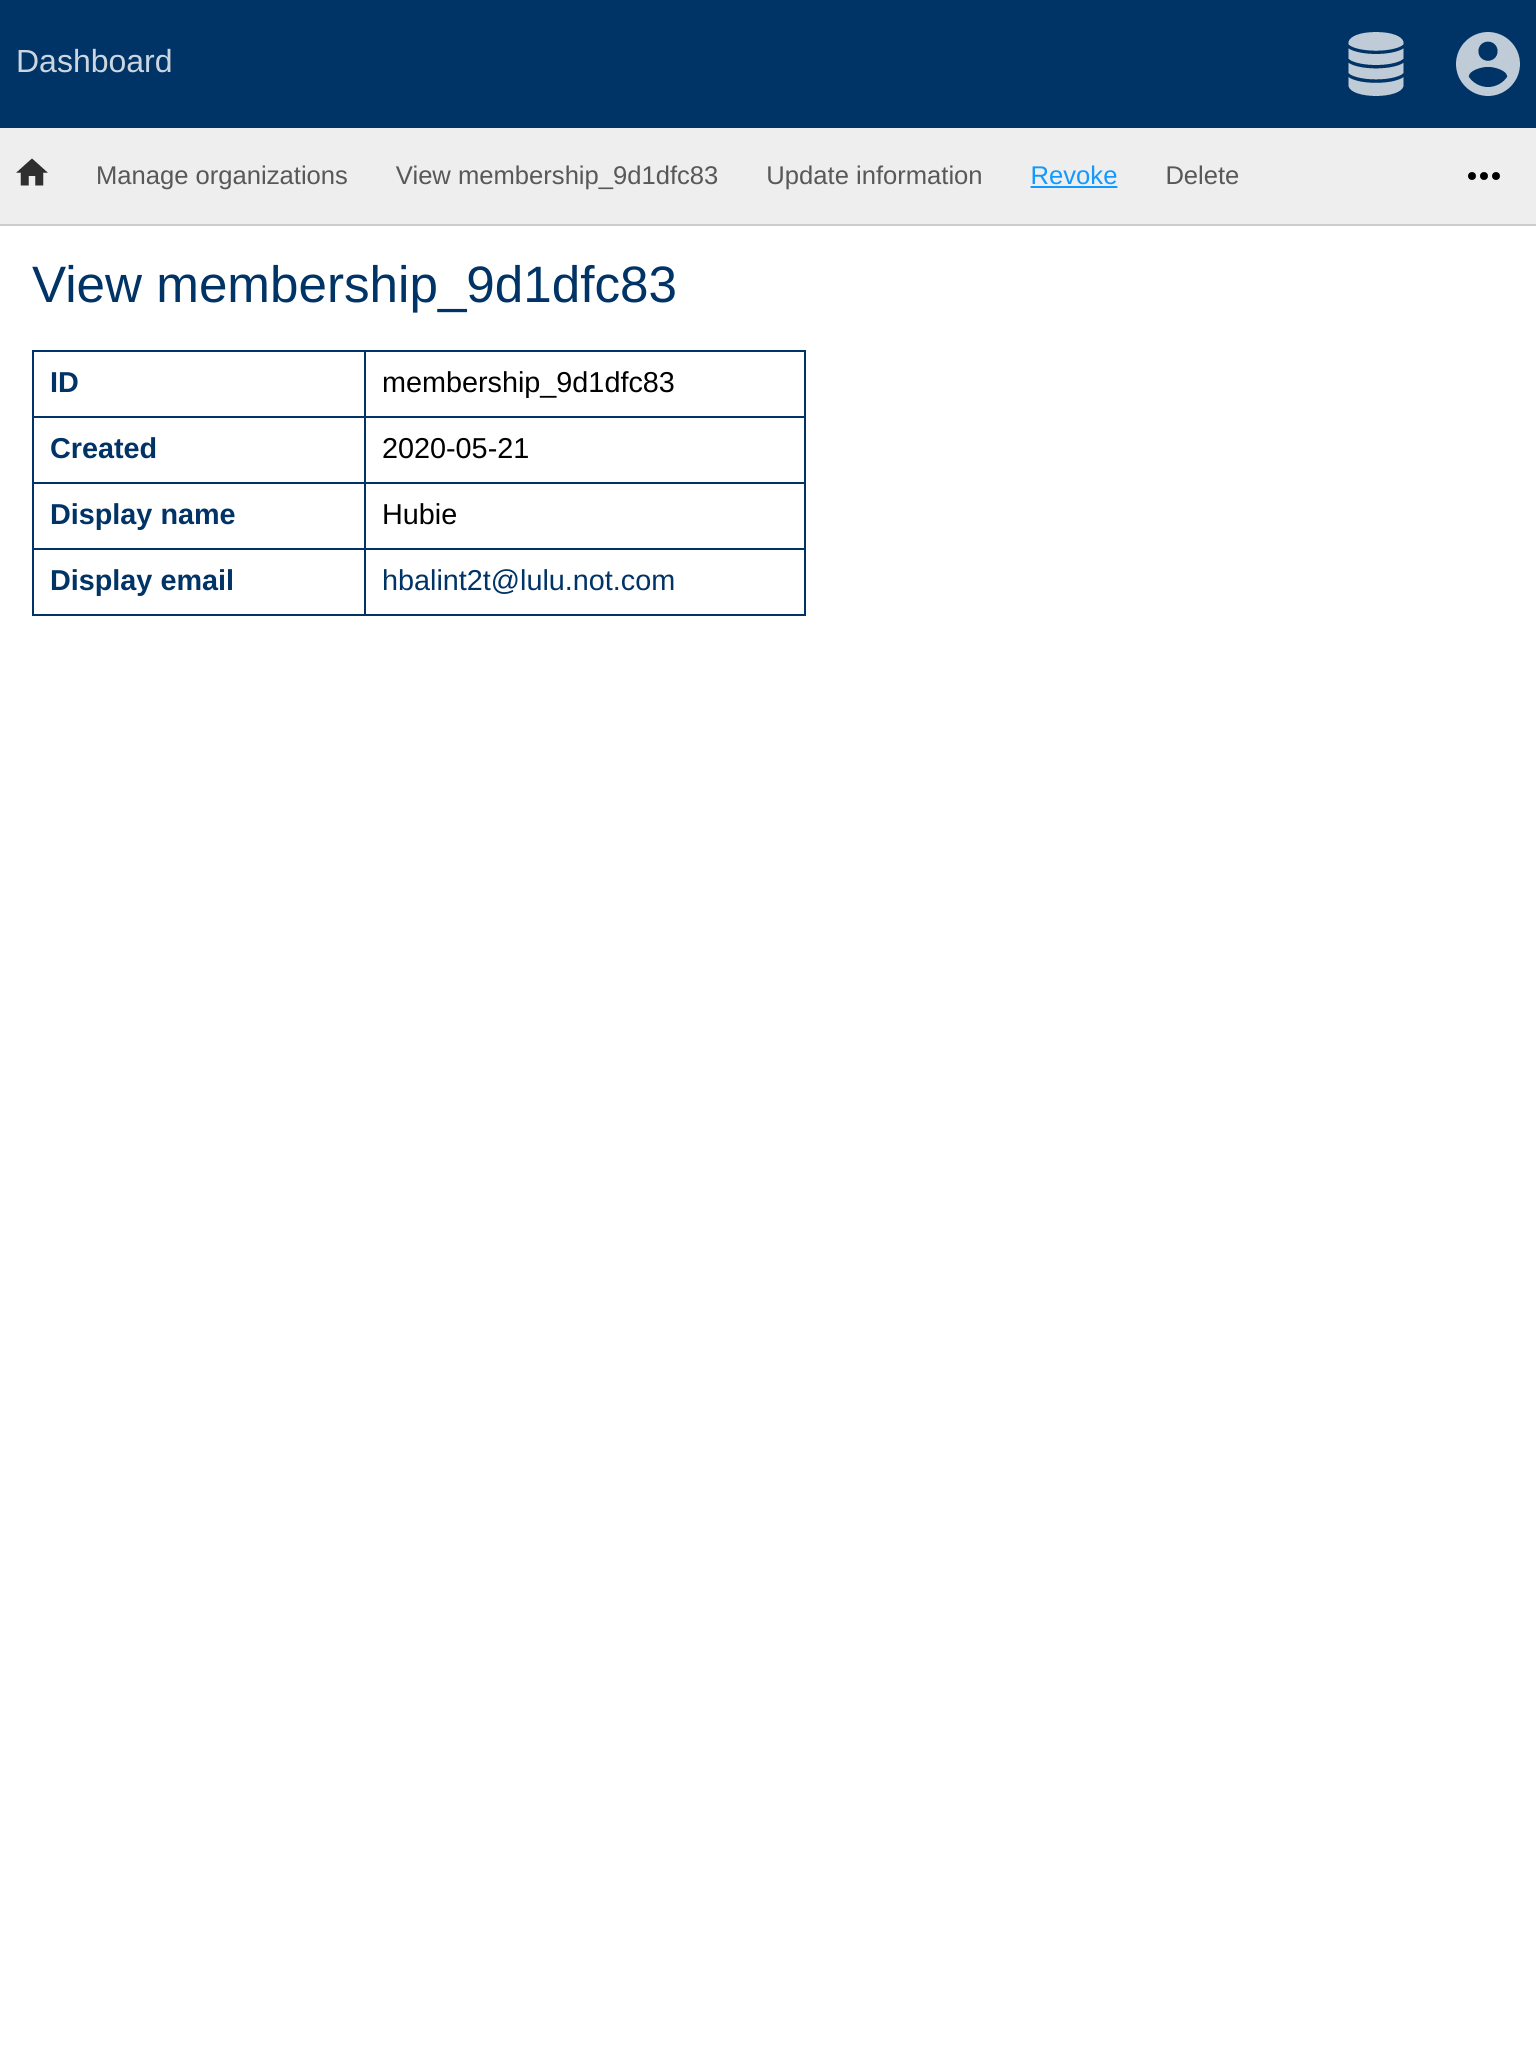 Dashboard
Manage organizations View membership_9d1dfc83 Update information Revoke Delete
View membership_9d1dfc83
ID membership_9d1dfc83
Created 2020-05-21
Display name Hubie
Display email hbalint2t@lulu.not.com